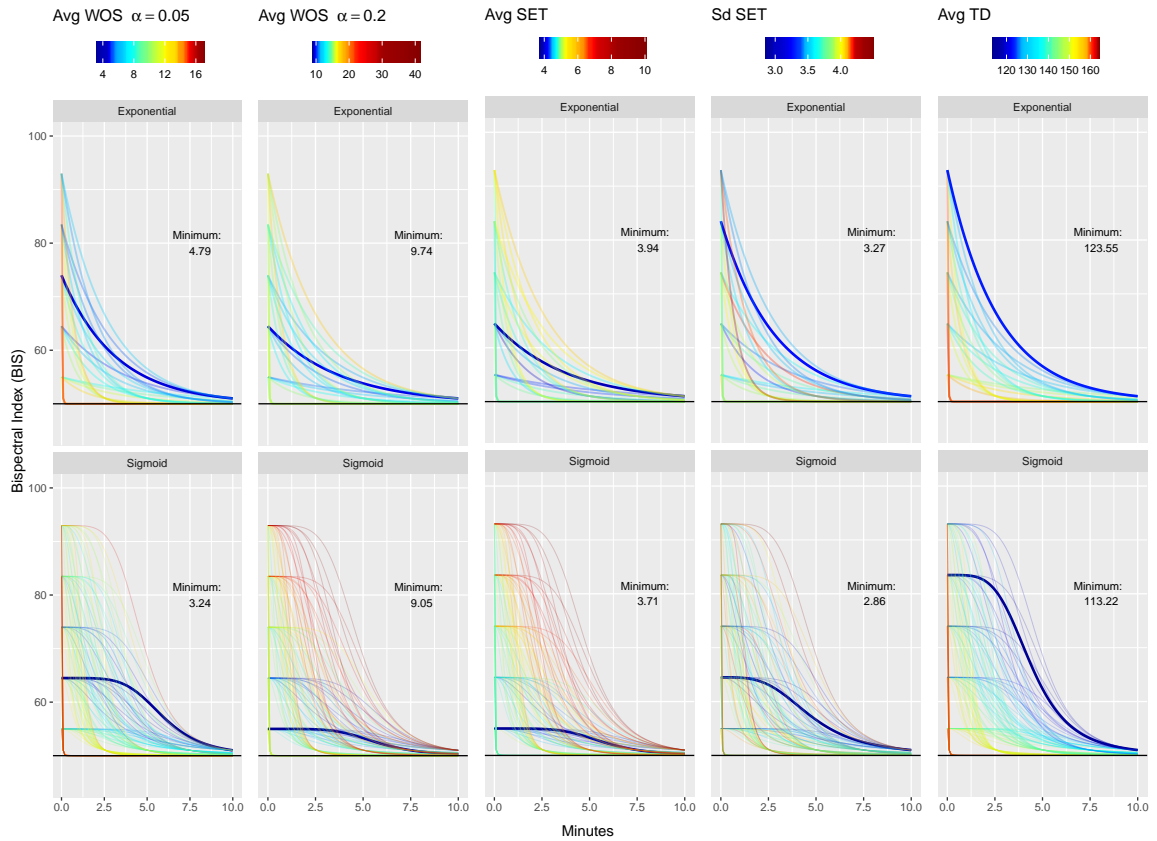 Avg WOS α = 0.05
Avg WOS α = 0.2
Avg SET
Sd SET
Avg TD
4 8 12 16
10 20 30 40
4 6 8 10
3.0 3.5 4.0
120 130 140 150 160
Exponential
Exponential
Exponential
Exponential
Exponential
100
80
60
Minimum:
4.79
Minimum:
9.74
Minimum:
3.94
Minimum:
3.27
Minimum:
123.55
Bispectral Index (BIS)
Sigmoid
Sigmoid
Sigmoid
Sigmoid
Sigmoid
100
80
60
Minimum:
3.24
Minimum:
9.05
Minimum:
3.71
Minimum:
2.86
Minimum:
113.22
0.0 2.5 5.0 7.5 10.0
0.0 2.5 5.0 7.5 10.0
0.0 2.5 5.0 7.5 10.0
0.0 2.5 5.0 7.5 10.0
0.0 2.5 5.0 7.5 10.0
Minutes